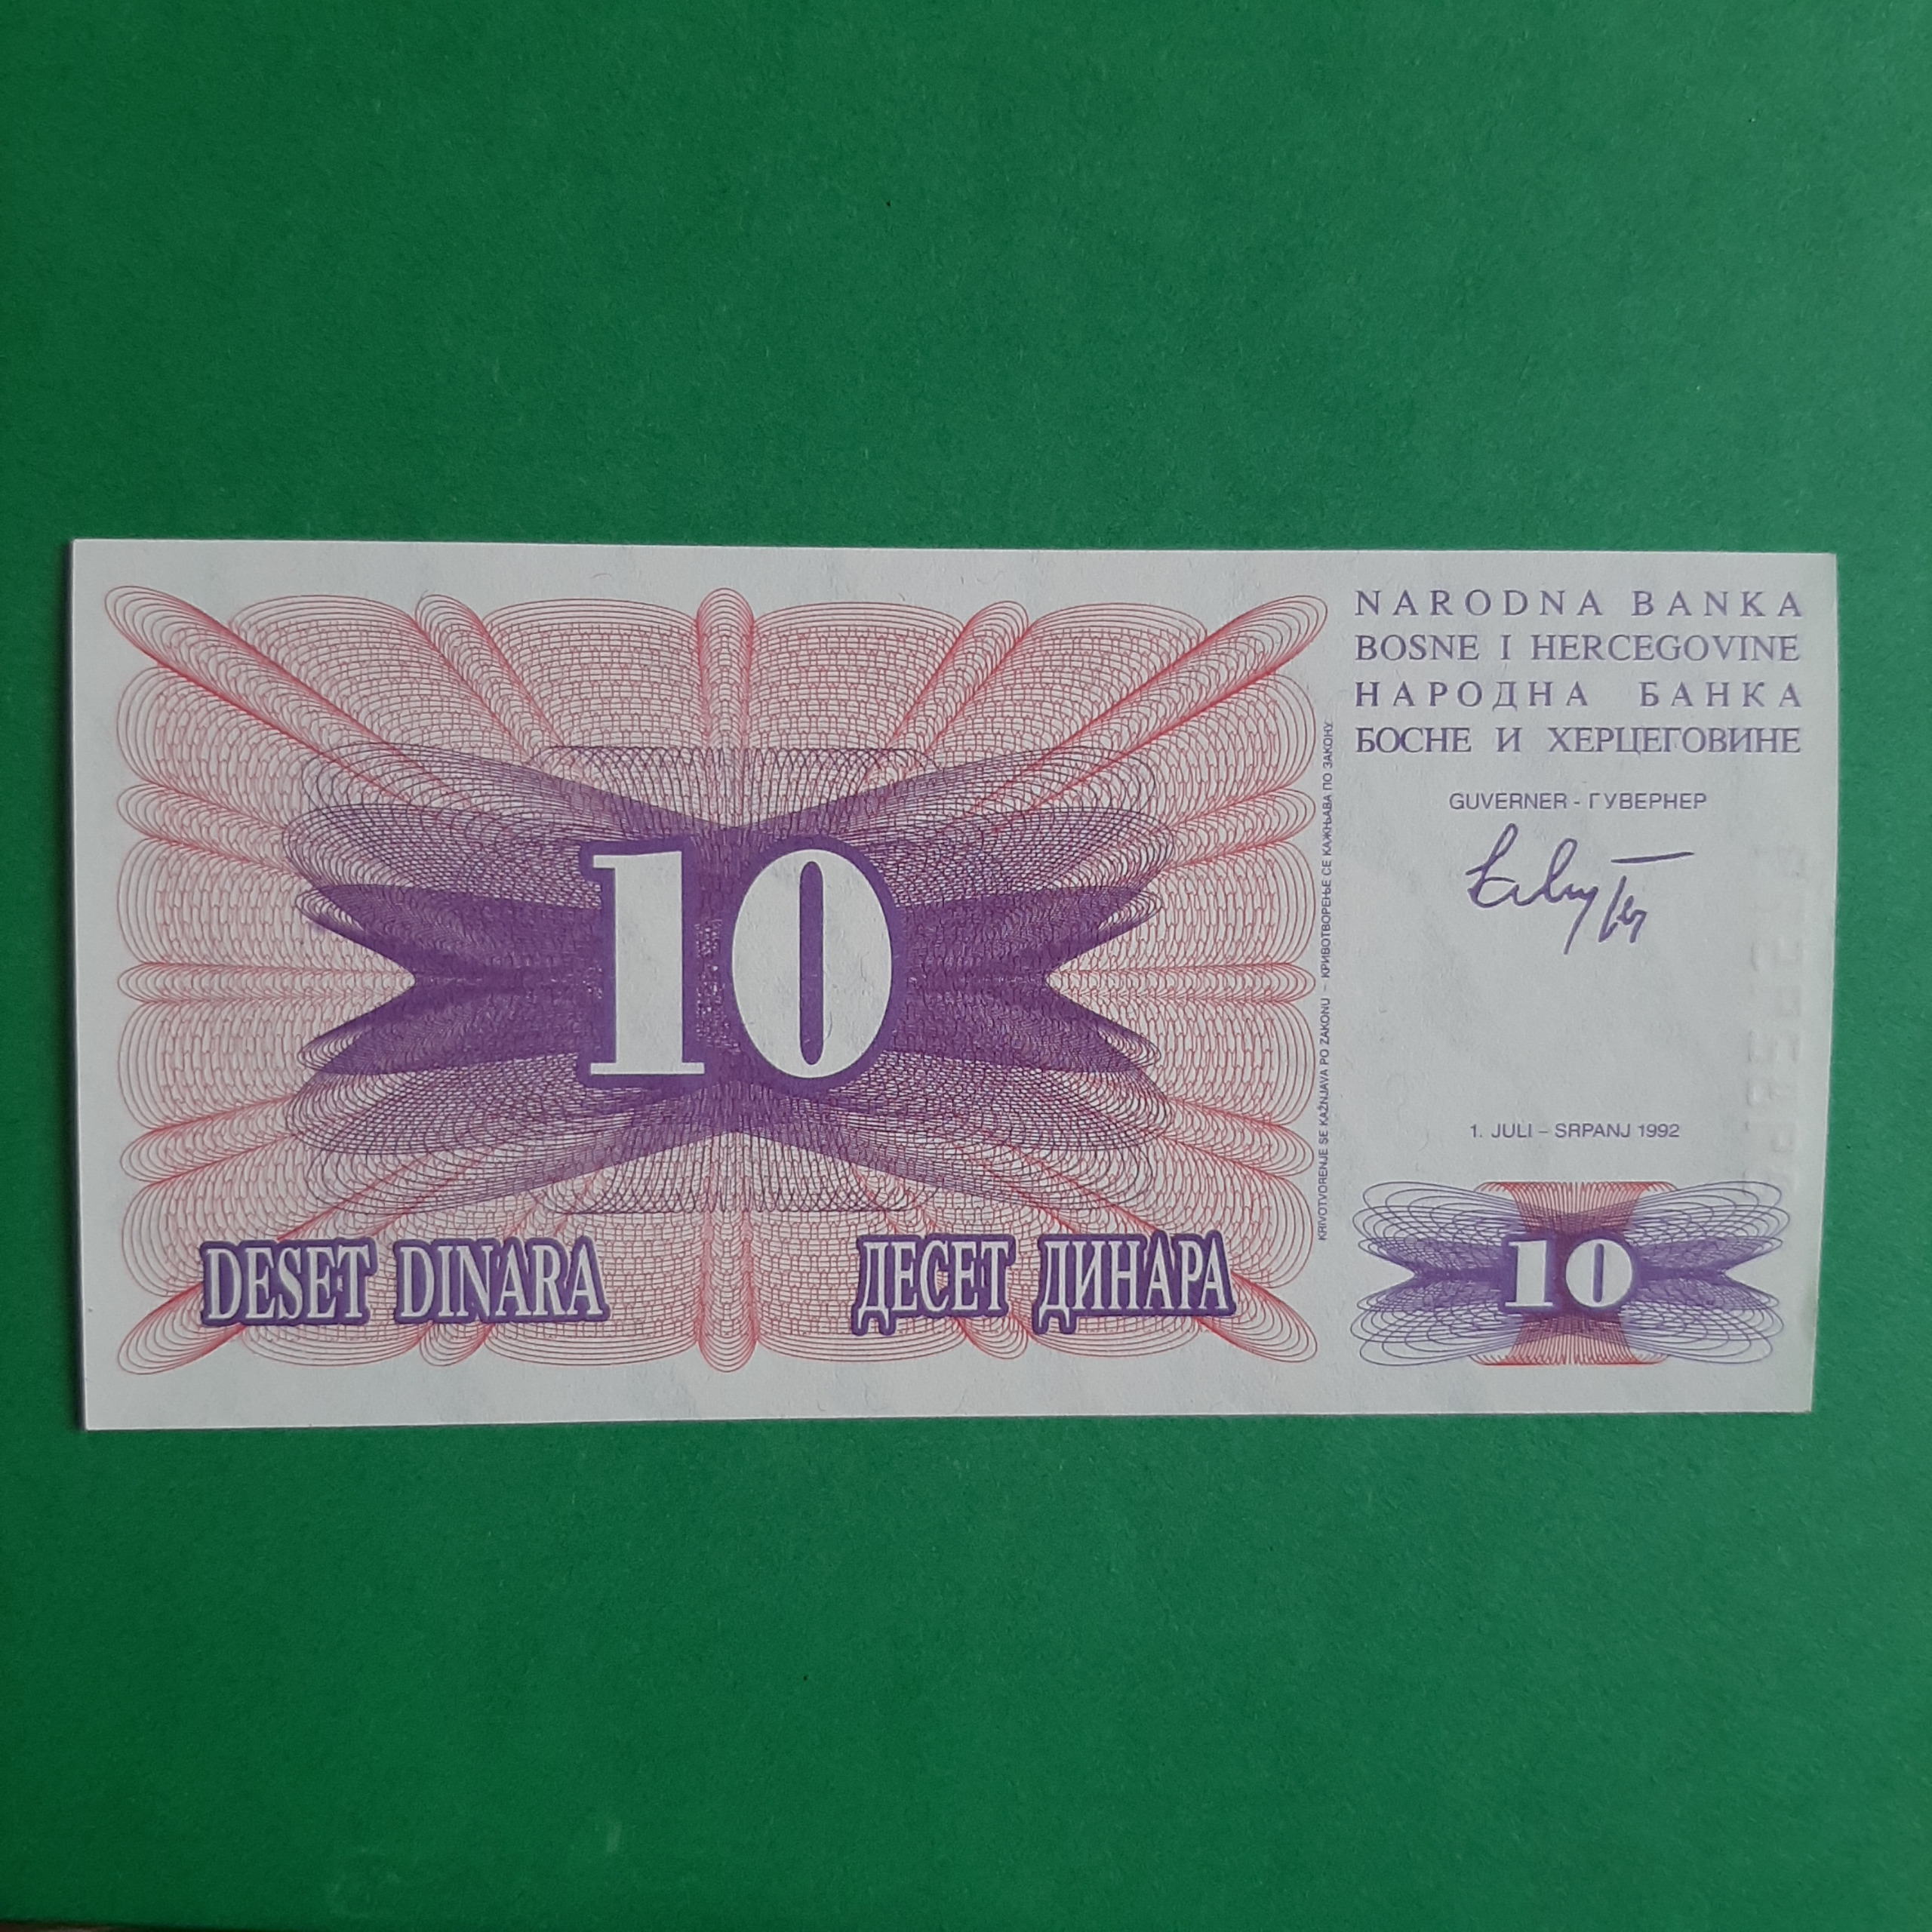 NARODNA BANKA
BOSNE I HERCEGOVINE
НАРОДНА БАНКА
БОСНЕ И ХЕРЦЕГОВИНЕ
GUVERNER - ГУВЕРНЕР
10
KRIVOTVORENJE SE KAŽNJAVA PO ZAKONU – КРИВОТВОРЕЊЕ СЕ КАЖЊАВА ПО ЗАКОНУ
1. JULI – SRPANJ 1992
DESET DINARA
ДЕСЕТ ДИНАРА
10